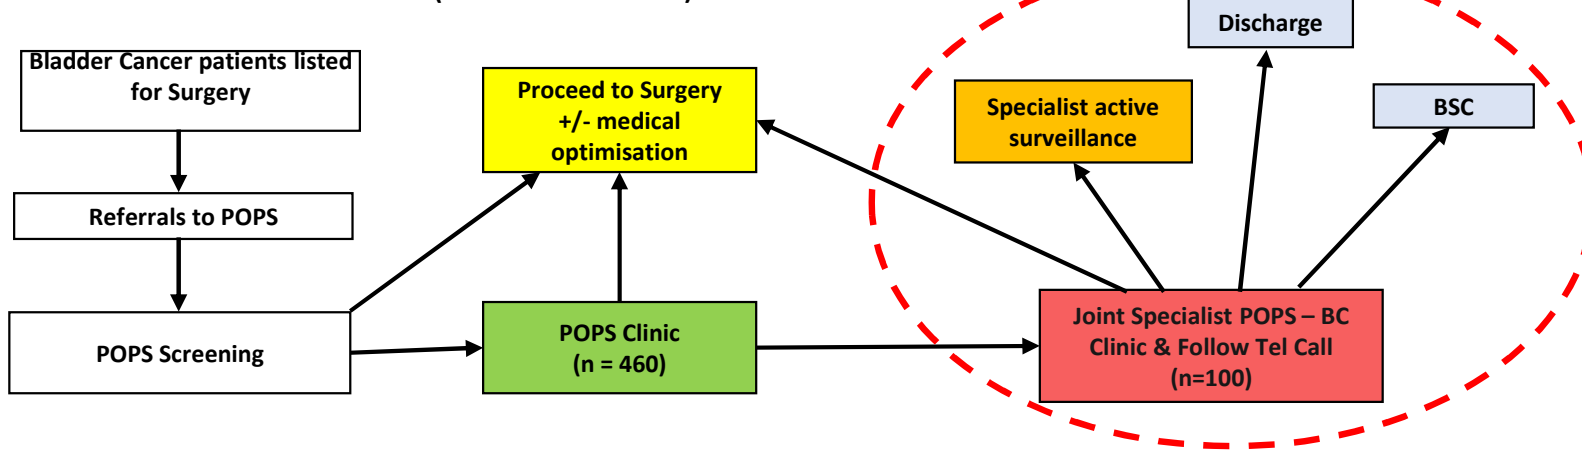 Bladder Cancer patients listed
for Surgery
Referrals to POPS
POPS Screening
Proceed to Surgery
+/- medical
optimisation
POPS Clinic
(n = 460)
Discharge
Specialist active
surveillance
BSC
Joint Specialist POPS – BC
Clinic & Follow Tel Call
(n=100)